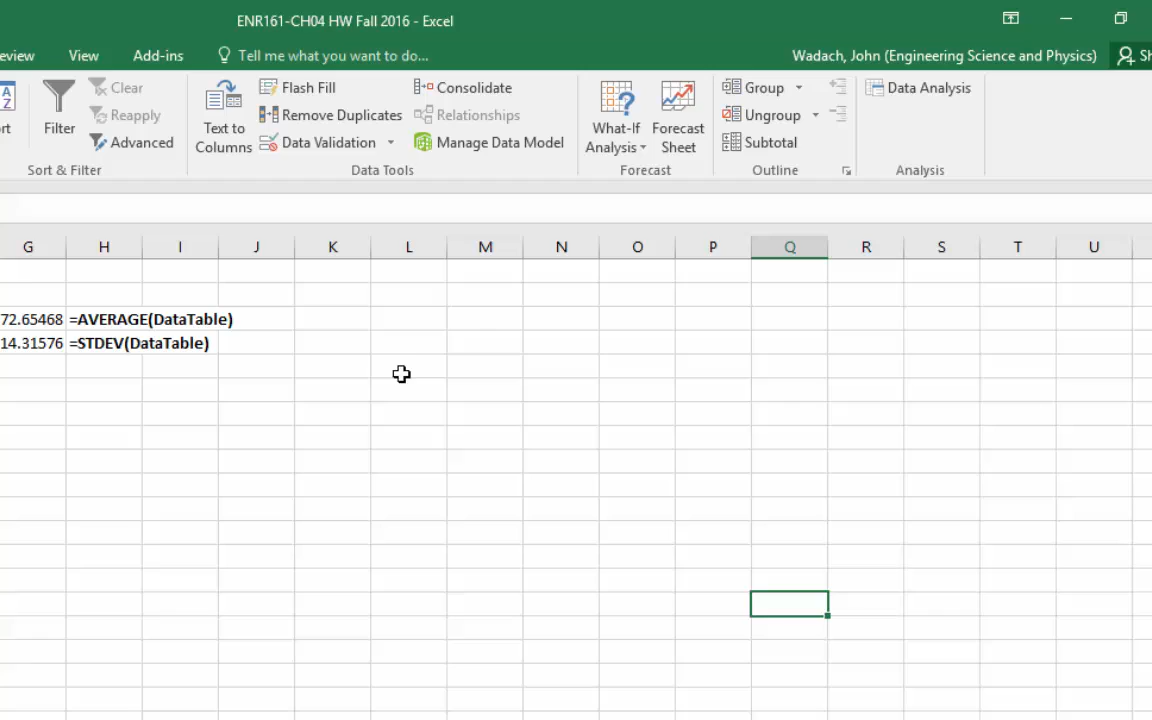 ENR161-CH04 HW Fall 2016 - Excel
eview View Add-ins Tell me what you want to do... Wadach, John (Engineering Science and Physics) Sh
A
Z
rt
Filter
Clear
Reapply
Advanced
Sort & Filter
Text to
Columns
Flash Fill
Remove Duplicates
Data Validation
Consolidate
Relationships
Manage Data Model
Data Tools
What-If
Analysis
Forecast
Sheet
Forecast
Group
Ungroup
Subtotal
Outline
Data Analysis
Analysis
G H I J K L M N O P Q R S T U
72.65468 =AVERAGE(DataTable)
14.31576 =STDEV(DataTable)